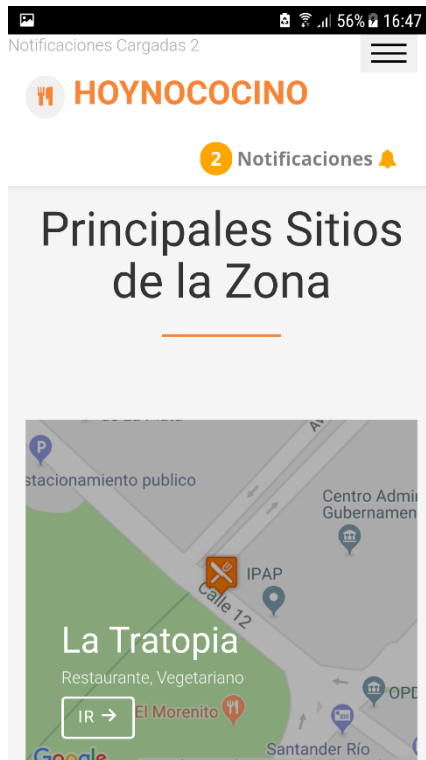 56% 16:47
Notificaciones Cargadas 2
HOYNOCOCINO
2 Notificaciones
Principales Sitios
de la Zona
P
stacionamiento publico
Centro Admi
Gubernamen
IPAP
Calle 12
La Tratopia
Restaurante, Vegetariano
IR →
El Morenito
OPD
Santander Río
Google